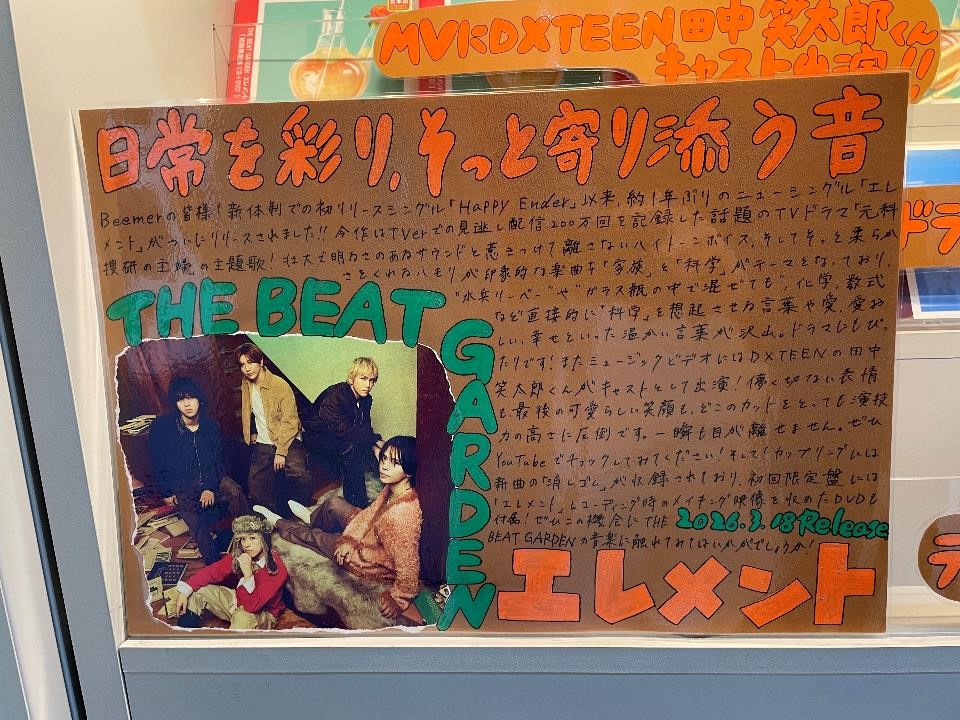 MVにDXTEEN田中笑太郎くん
キャスト出演!!
日常を彩り、そっと寄り添う音
Beemerの皆様!新体制での初リリースシングル「Happy Ender」以来、約1年ぶりのニューシングル「エレ
メント」がついにリリースされました!!今作はTVerでの見逃し配信200万回を記録した話題のTVドラマ「元科
捜研の主婦」の主題歌!壮大で明るさのあるサウンドと惹きつけて離さないハイトーンボイス、そしてそっと柔らか
さをくれるハモリが印象的な楽曲で「家族」と「科学」がテーマとなっており、
"水兵リーベー"や"ガラス瓶の中で混ぜても"、化学、数式
など直接的に「科学」を想起させる言葉や愛、愛お
しい、幸せといった温かい言葉が沢山。ドラマにもぴっ
たりです!またミュージックビデオにはDXTEENの田中
笑太郎くんがキャストとして出演!儚く切ない表情
も最後の可愛らしい笑顔も、どこのカットをとっても演技
力の高さに圧倒です。一瞬も目が離せません。ぜひ
YouTubeでチェックしてみてください!そして!カップリングには
新曲の「消しゴム」が収録されており、初回限定盤には
「エレメント」レコーディング時のメイキング映像を収めたDVDも
付属!ぜひこの機会にTHE
BEAT GARDENの音楽に触れてみてはいかがでしょうか!
2026.3.18 Release
THE BEAT
GARDEN
エレメント
ドラ